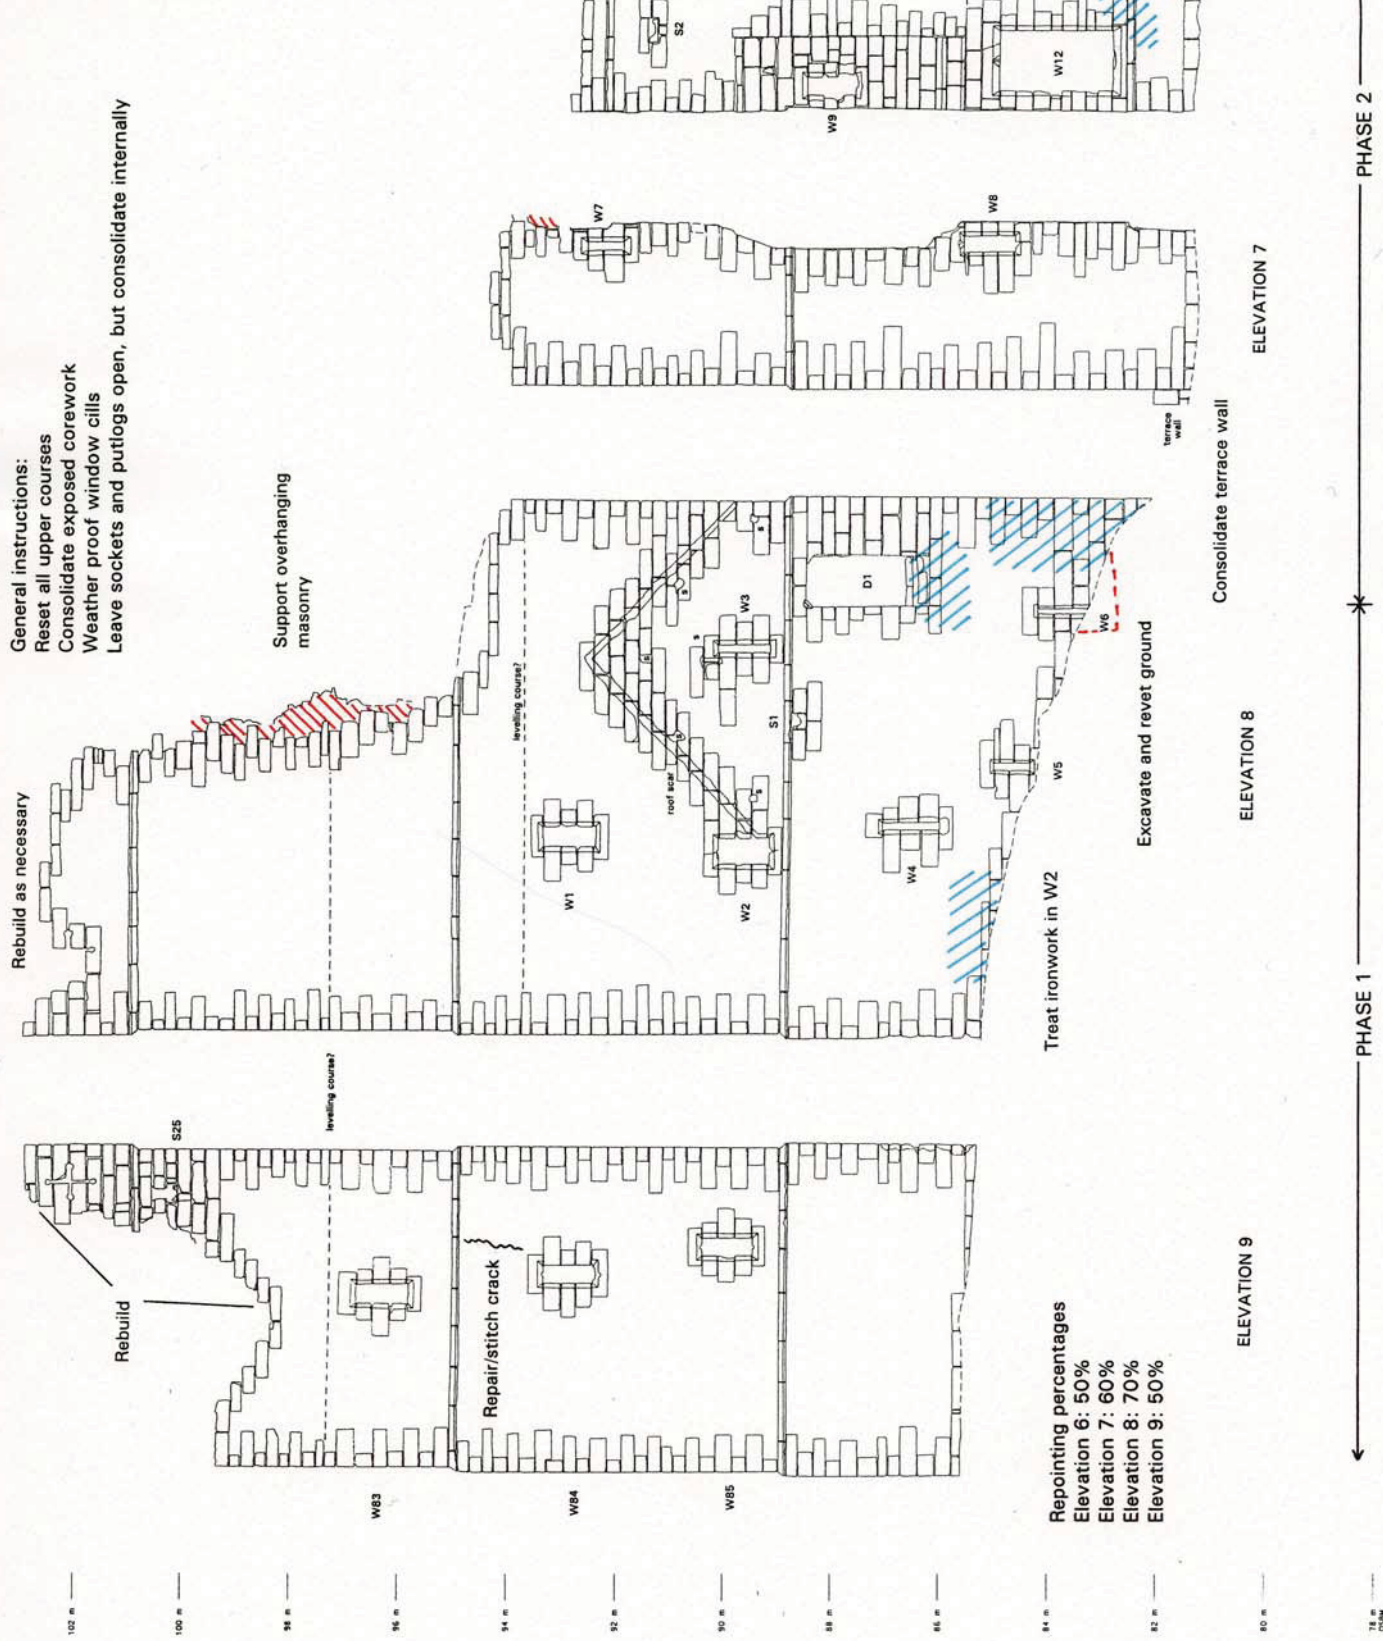 General instructions:
Reset all upper courses
Consolidate exposed corework
Weather proof window cills
Leave sockets and putlogs open, but consolidate internally
Rebuild as necessary
Support overhanging
masonry
Rebuild
S25
levelling course?
levelling course?
Repair/stitch crack
W83
W84
W85
W1
W2
W3
W4
W5
W6
S1
D1
roof scar
s
s
s
s
s
s
W7
W8
terrace
wall
S2
W9
W12
Repointing percentages
Elevation 6: 50%
Elevation 7: 60%
Elevation 8: 70%
Elevation 9: 50%
Treat ironwork in W2
Excavate and revet ground
Consolidate terrace wall
ELEVATION 9
ELEVATION 8
ELEVATION 7
PHASE 1
PHASE 2
102 m
100 m
98 m
96 m
94 m
92 m
90 m
88 m
86 m
84 m
82 m
80 m
78 m